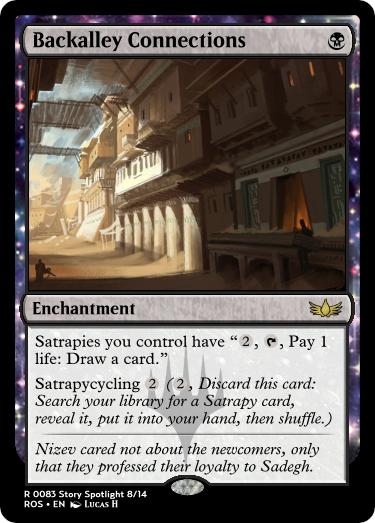 Backalley Connections
Enchantment
Satrapies you control have “2, T, Pay 1
life: Draw a card.”
Satrapycycling 2 (2, Discard this card:
Search your library for a Satrapy card,
reveal it, put it into your hand, then shuffle.)
Nizev cared not about the newcomers, only
that they professed their loyalty to Sadegh.
R 0083 Story Spotlight 8/14
ROS • EN Lucas H